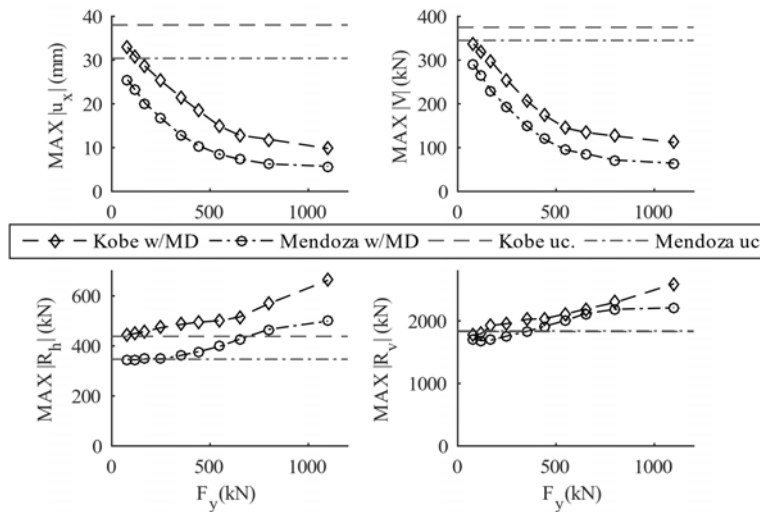 MAX |u_x| (mm)
40
30
20
10
0
0 500 1000
MAX |V| (kN)
400
300
200
100
0
0 500 1000
Kobe w/MD Mendoza w/MD Kobe uc. Mendoza uc
MAX |R_h| (kN)
600
400
200
0
0 500 1000
F_y(kN)
MAX |R_v| (kN)
2000
1000
0
0 500 1000
F_y(kN)